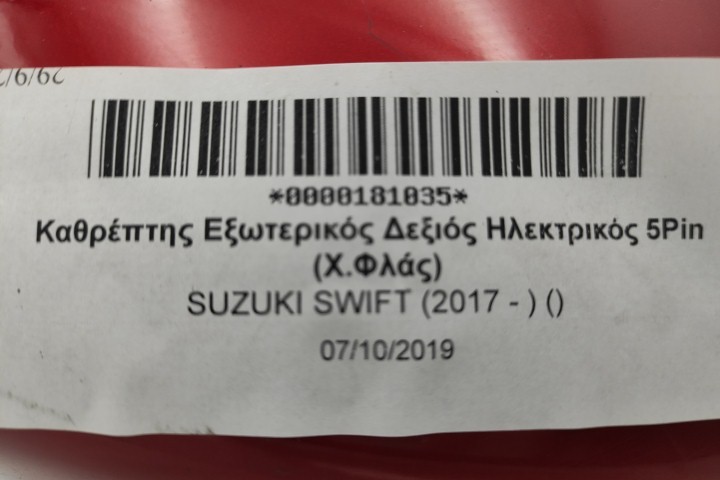 *0000181035*
Καθρέπτης Εξωτερικός Δεξιός Ηλεκτρικός 5Pin
(Χ.Φλάς)
SUZUKI SWIFT (2017 - ) ()
07/10/2019